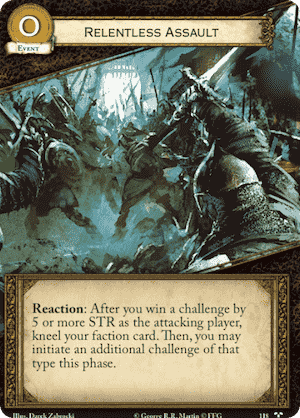 0
RELENTLESS ASSAULT
EVENT
Reaction: After you win a challenge by
5 or more STR as the attacking player,
kneel your faction card. Then, you may
initiate an additional challenge of that
type this phase.
Illus. Darek Zabrocki © George R.R. Martin © FFG 118